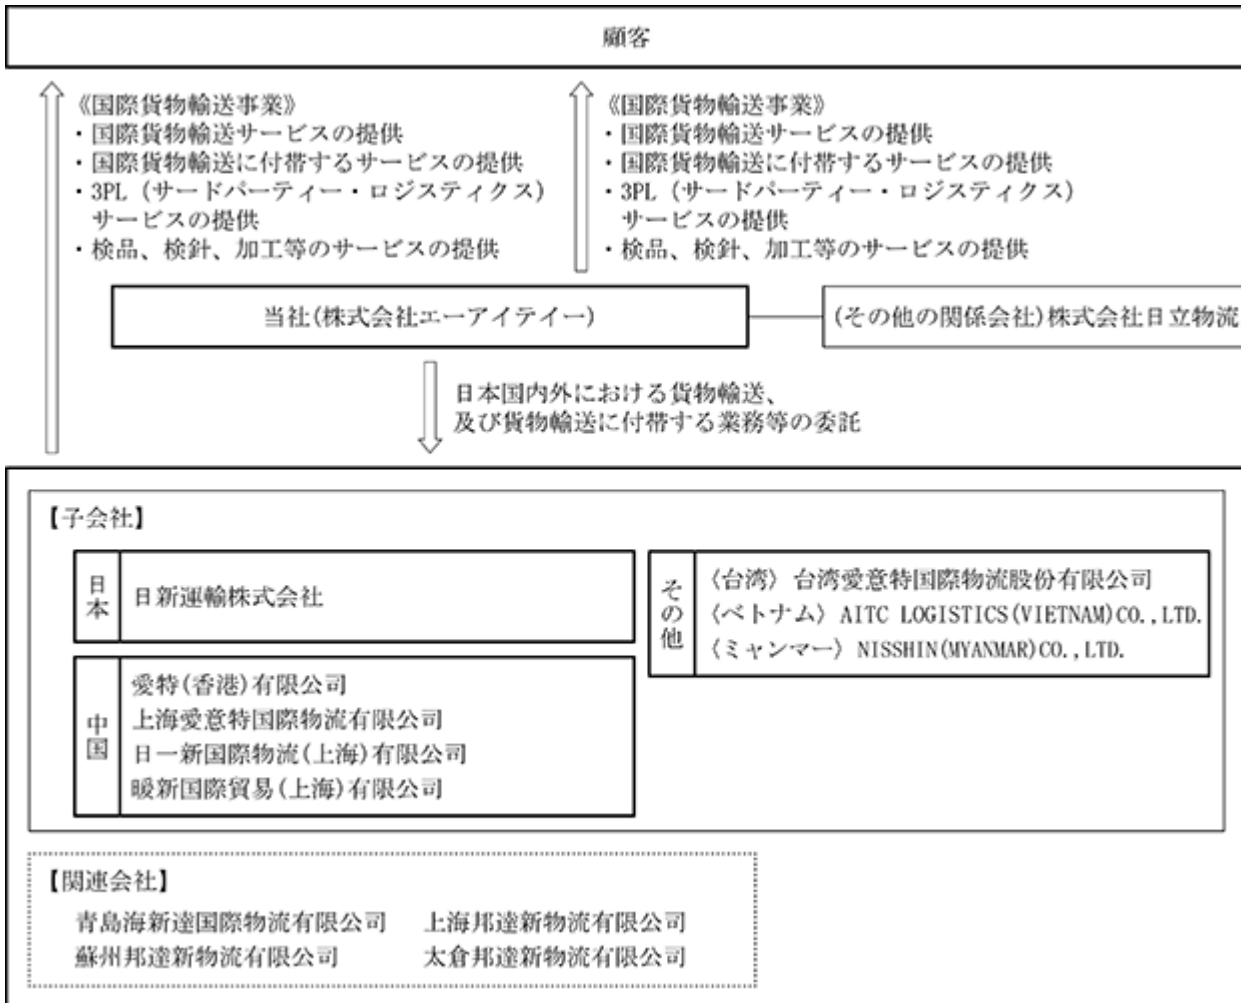 顧客
《国際貨物輸送事業》
・国際貨物輸送サービスの提供
・国際貨物輸送に付帯するサービスの提供
・3PL（サードパーティー・ロジスティクス）
サービスの提供
・検品、検針、加工等のサービスの提供
《国際貨物輸送事業》
・国際貨物輸送サービスの提供
・国際貨物輸送に付帯するサービスの提供
・3PL（サードパーティー・ロジスティクス）
サービスの提供
・検品、検針、加工等のサービスの提供
当社(株式会社エーアイテイー)
(その他の関係会社)株式会社日立物流
日本国内外における貨物輸送、
及び貨物輸送に付帯する業務等の委託
【子会社】
日本
日新運輸株式会社
中国
愛特(香港)有限公司
上海愛意特国際物流有限公司
日一新国際物流(上海)有限公司
暖新国際貿易(上海)有限公司
その他
〈台湾〉台湾愛意特国際物流股份有限公司
〈ベトナム〉AITC LOGISTICS(VIETNAM)CO.,LTD.
〈ミャンマー〉NISSHIN(MYANMAR)CO.,LTD.
【関連会社】
青島海新達国際物流有限公司 上海邦達新物流有限公司
蘇州邦達新物流有限公司 太倉邦達新物流有限公司